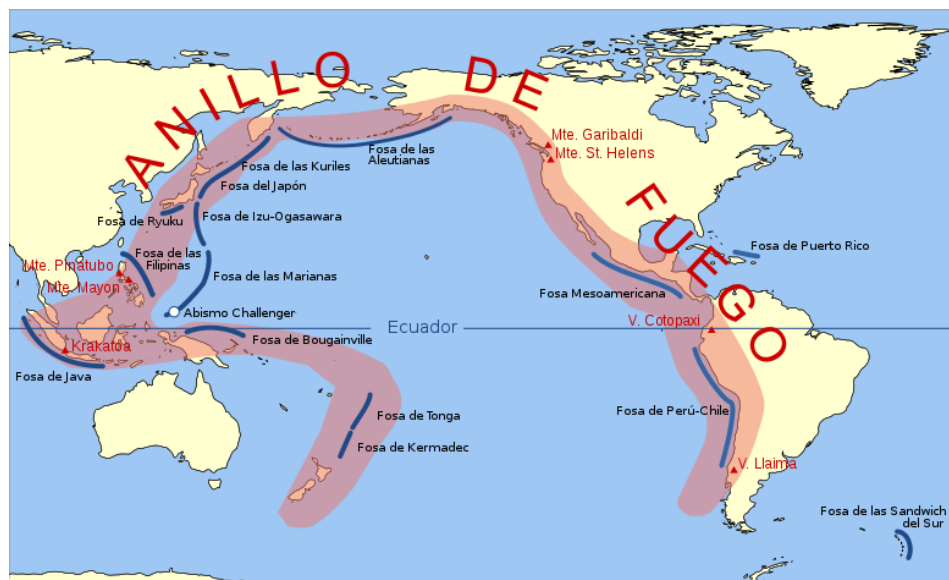 ANILLO DE FUEGO
Mte. Garibaldi
Mte. St. Helens
Fosa de las
Aleutianas
Fosa de las Kuriles
Fosa del Japón
Fosa de Ryuku
Fosa de Izu-Ogasawara
Fosa de Puerto Rico
Fosa de las
Filipinas
Mte. Pinatubo
Mte. Mayon
Fosa de las Marianas
Fosa Mesoamericana
Abismo Challenger
V. Cotopaxi
Ecuador
Fosa de Bougainville
Krakatoa
Fosa de Java
Fosa de Tonga
Fosa de Perú-Chile
Fosa de Kermadec
V. Llaima
Fosa de las Sandwich
del Sur